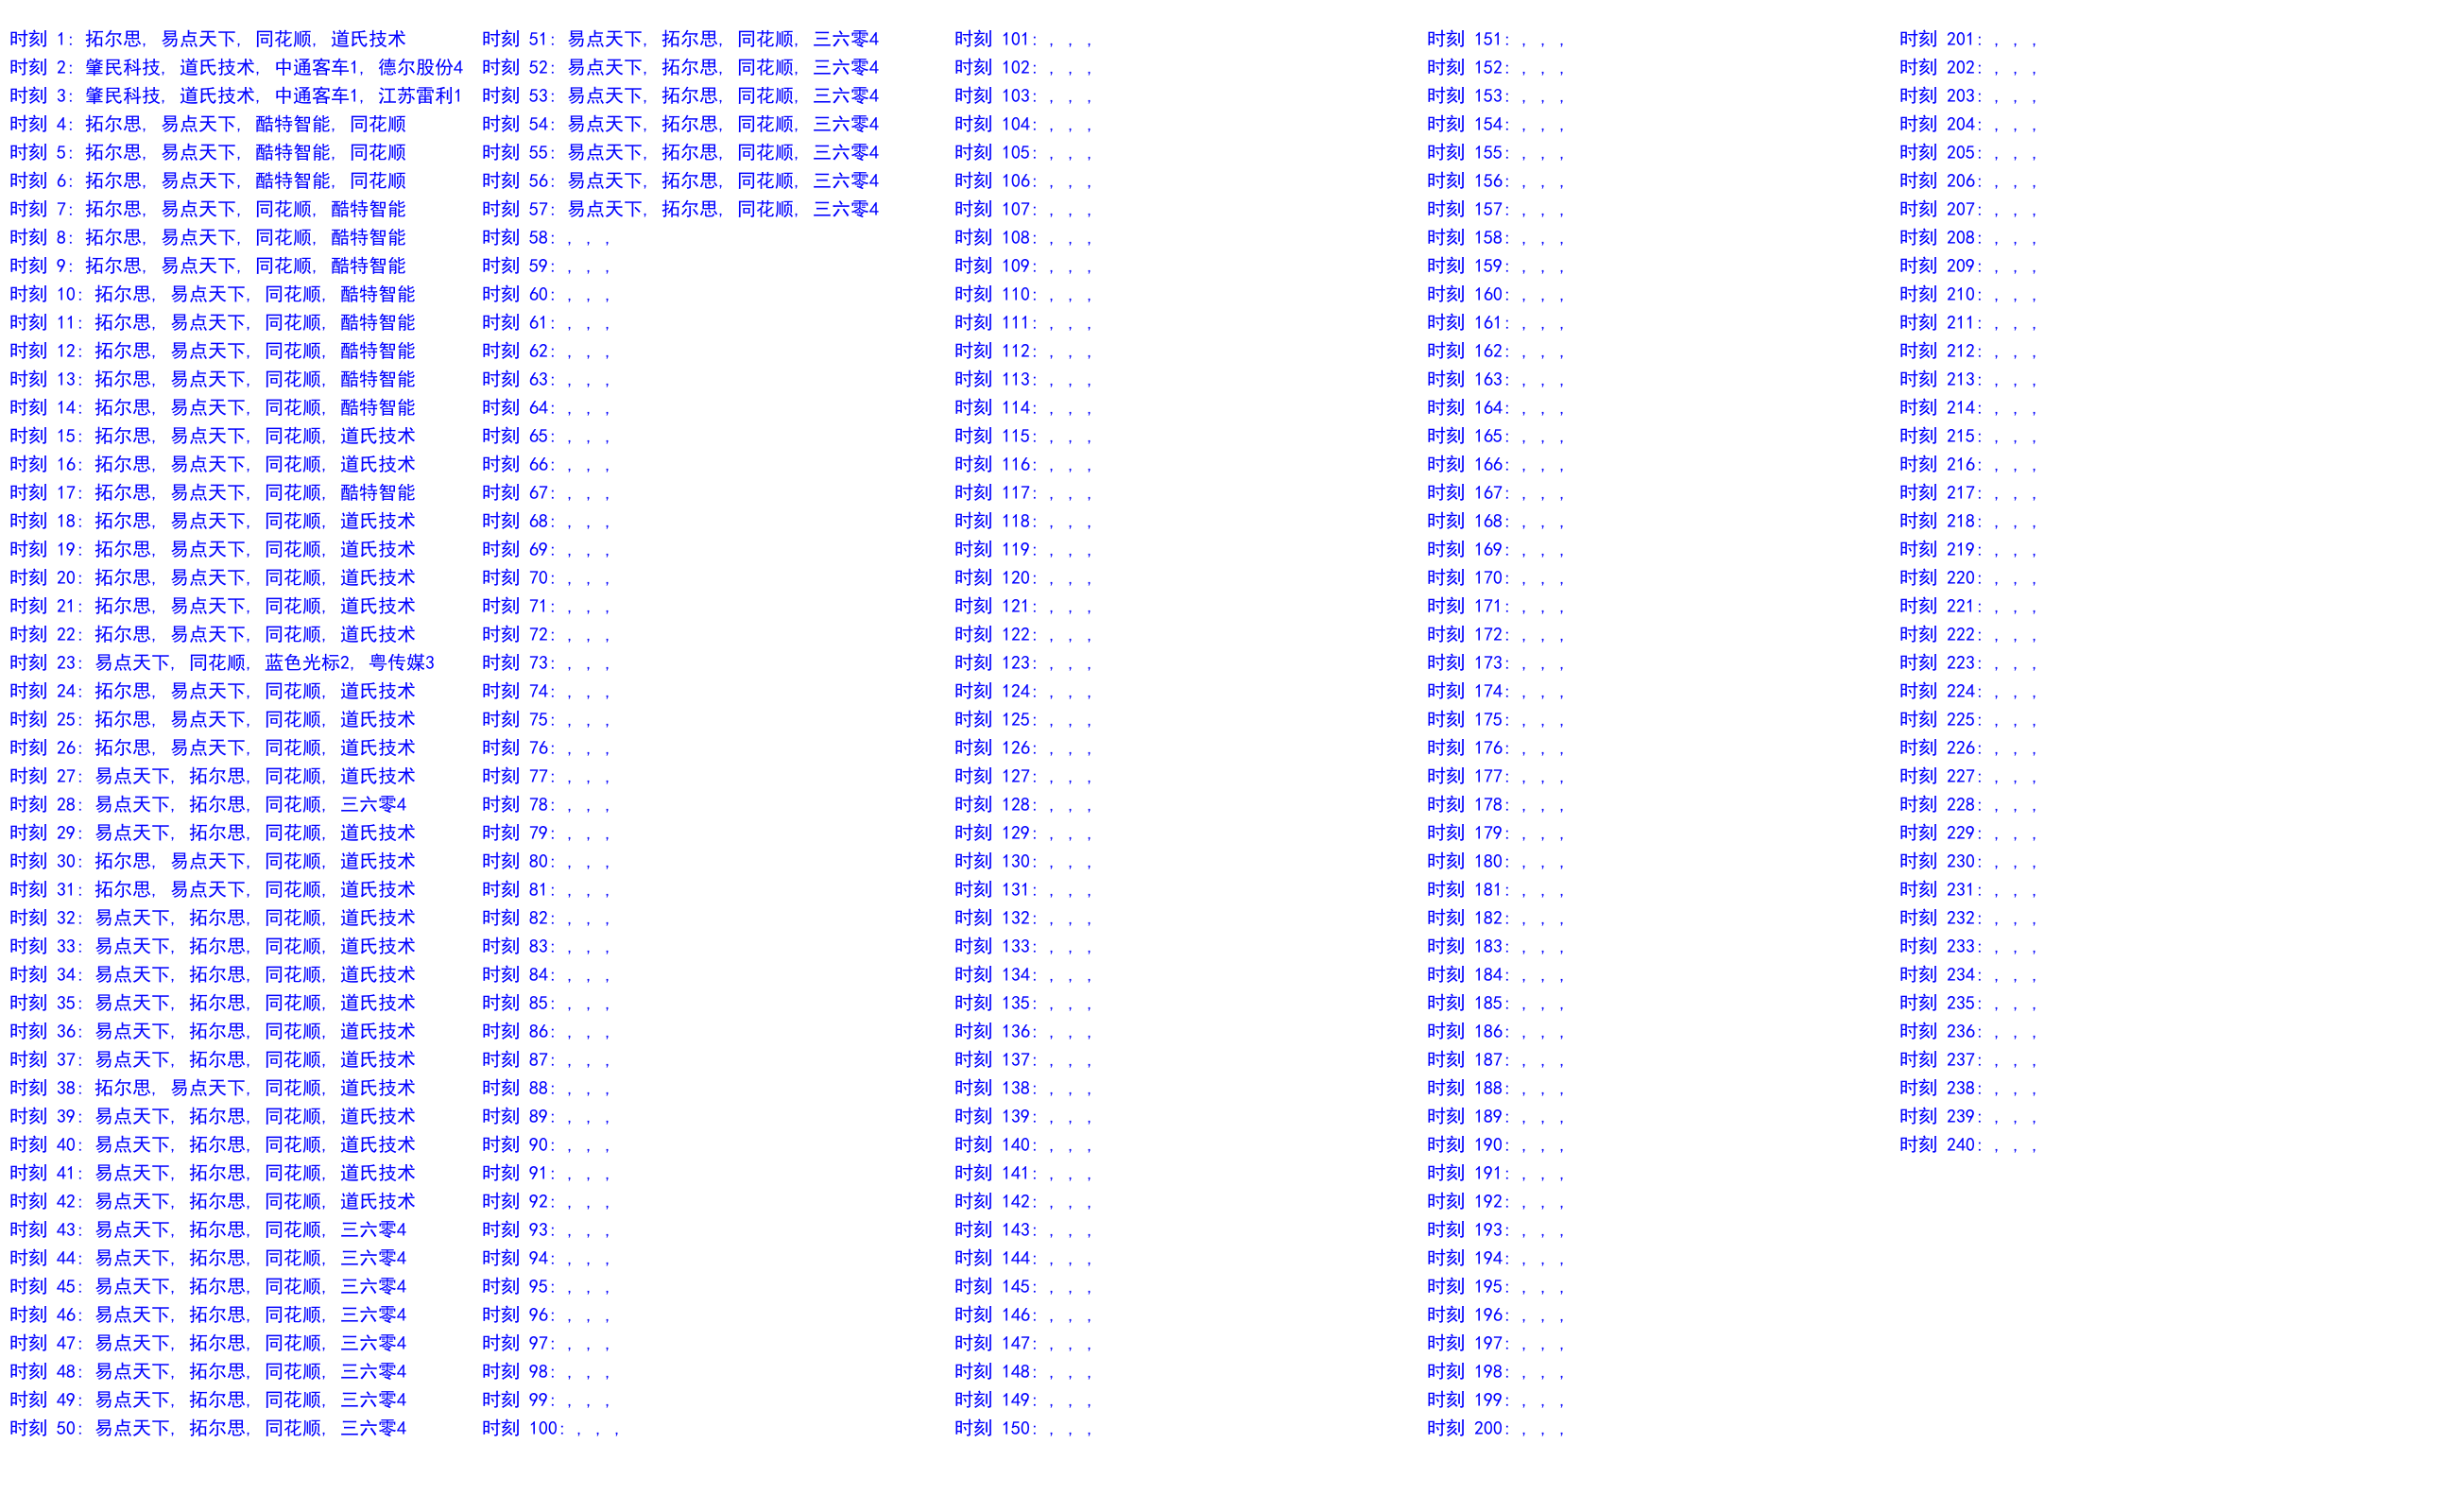 时刻 1: 拓尔思, 易点天下, 同花顺, 道氏技术
时刻 2: 肇民科技, 道氏技术, 中通客车1, 德尔股份4
时刻 3: 肇民科技, 道氏技术, 中通客车1, 江苏雷利1
时刻 4: 拓尔思, 易点天下, 酷特智能, 同花顺
时刻 5: 拓尔思, 易点天下, 酷特智能, 同花顺
时刻 6: 拓尔思, 易点天下, 酷特智能, 同花顺
时刻 7: 拓尔思, 易点天下, 同花顺, 酷特智能
时刻 8: 拓尔思, 易点天下, 同花顺, 酷特智能
时刻 9: 拓尔思, 易点天下, 同花顺, 酷特智能
时刻 10: 拓尔思, 易点天下, 同花顺, 酷特智能
时刻 11: 拓尔思, 易点天下, 同花顺, 酷特智能
时刻 12: 拓尔思, 易点天下, 同花顺, 酷特智能
时刻 13: 拓尔思, 易点天下, 同花顺, 酷特智能
时刻 14: 拓尔思, 易点天下, 同花顺, 酷特智能
时刻 15: 拓尔思, 易点天下, 同花顺, 道氏技术
时刻 16: 拓尔思, 易点天下, 同花顺, 道氏技术
时刻 17: 拓尔思, 易点天下, 同花顺, 酷特智能
时刻 18: 拓尔思, 易点天下, 同花顺, 道氏技术
时刻 19: 拓尔思, 易点天下, 同花顺, 道氏技术
时刻 20: 拓尔思, 易点天下, 同花顺, 道氏技术
时刻 21: 拓尔思, 易点天下, 同花顺, 道氏技术
时刻 22: 拓尔思, 易点天下, 同花顺, 道氏技术
时刻 23: 易点天下, 同花顺, 蓝色光标2, 粤传媒3
时刻 24: 拓尔思, 易点天下, 同花顺, 道氏技术
时刻 25: 拓尔思, 易点天下, 同花顺, 道氏技术
时刻 26: 拓尔思, 易点天下, 同花顺, 道氏技术
时刻 27: 易点天下, 拓尔思, 同花顺, 道氏技术
时刻 28: 易点天下, 拓尔思, 同花顺, 三六零4
时刻 29: 易点天下, 拓尔思, 同花顺, 道氏技术
时刻 30: 拓尔思, 易点天下, 同花顺, 道氏技术
时刻 31: 拓尔思, 易点天下, 同花顺, 道氏技术
时刻 32: 易点天下, 拓尔思, 同花顺, 道氏技术
时刻 33: 易点天下, 拓尔思, 同花顺, 道氏技术
时刻 34: 易点天下, 拓尔思, 同花顺, 道氏技术
时刻 35: 易点天下, 拓尔思, 同花顺, 道氏技术
时刻 36: 易点天下, 拓尔思, 同花顺, 道氏技术
时刻 37: 易点天下, 拓尔思, 同花顺, 道氏技术
时刻 38: 拓尔思, 易点天下, 同花顺, 道氏技术
时刻 39: 易点天下, 拓尔思, 同花顺, 道氏技术
时刻 40: 易点天下, 拓尔思, 同花顺, 道氏技术
时刻 41: 易点天下, 拓尔思, 同花顺, 道氏技术
时刻 42: 易点天下, 拓尔思, 同花顺, 道氏技术
时刻 43: 易点天下, 拓尔思, 同花顺, 三六零4
时刻 44: 易点天下, 拓尔思, 同花顺, 三六零4
时刻 45: 易点天下, 拓尔思, 同花顺, 三六零4
时刻 46: 易点天下, 拓尔思, 同花顺, 三六零4
时刻 47: 易点天下, 拓尔思, 同花顺, 三六零4
时刻 48: 易点天下, 拓尔思, 同花顺, 三六零4
时刻 49: 易点天下, 拓尔思, 同花顺, 三六零4
时刻 50: 易点天下, 拓尔思, 同花顺, 三六零4
时刻 51: 易点天下, 拓尔思, 同花顺, 三六零4
时刻 52: 易点天下, 拓尔思, 同花顺, 三六零4
时刻 53: 易点天下, 拓尔思, 同花顺, 三六零4
时刻 54: 易点天下, 拓尔思, 同花顺, 三六零4
时刻 55: 易点天下, 拓尔思, 同花顺, 三六零4
时刻 56: 易点天下, 拓尔思, 同花顺, 三六零4
时刻 57: 易点天下, 拓尔思, 同花顺, 三六零4
时刻 58: , , ,
时刻 59: , , ,
时刻 60: , , ,
时刻 61: , , ,
时刻 62: , , ,
时刻 63: , , ,
时刻 64: , , ,
时刻 65: , , ,
时刻 66: , , ,
时刻 67: , , ,
时刻 68: , , ,
时刻 69: , , ,
时刻 70: , , ,
时刻 71: , , ,
时刻 72: , , ,
时刻 73: , , ,
时刻 74: , , ,
时刻 75: , , ,
时刻 76: , , ,
时刻 77: , , ,
时刻 78: , , ,
时刻 79: , , ,
时刻 80: , , ,
时刻 81: , , ,
时刻 82: , , ,
时刻 83: , , ,
时刻 84: , , ,
时刻 85: , , ,
时刻 86: , , ,
时刻 87: , , ,
时刻 88: , , ,
时刻 89: , , ,
时刻 90: , , ,
时刻 91: , , ,
时刻 92: , , ,
时刻 93: , , ,
时刻 94: , , ,
时刻 95: , , ,
时刻 96: , , ,
时刻 97: , , ,
时刻 98: , , ,
时刻 99: , , ,
时刻 100: , , ,
时刻 101: , , ,
时刻 102: , , ,
时刻 103: , , ,
时刻 104: , , ,
时刻 105: , , ,
时刻 106: , , ,
时刻 107: , , ,
时刻 108: , , ,
时刻 109: , , ,
时刻 110: , , ,
时刻 111: , , ,
时刻 112: , , ,
时刻 113: , , ,
时刻 114: , , ,
时刻 115: , , ,
时刻 116: , , ,
时刻 117: , , ,
时刻 118: , , ,
时刻 119: , , ,
时刻 120: , , ,
时刻 121: , , ,
时刻 122: , , ,
时刻 123: , , ,
时刻 124: , , ,
时刻 125: , , ,
时刻 126: , , ,
时刻 127: , , ,
时刻 128: , , ,
时刻 129: , , ,
时刻 130: , , ,
时刻 131: , , ,
时刻 132: , , ,
时刻 133: , , ,
时刻 134: , , ,
时刻 135: , , ,
时刻 136: , , ,
时刻 137: , , ,
时刻 138: , , ,
时刻 139: , , ,
时刻 140: , , ,
时刻 141: , , ,
时刻 142: , , ,
时刻 143: , , ,
时刻 144: , , ,
时刻 145: , , ,
时刻 146: , , ,
时刻 147: , , ,
时刻 148: , , ,
时刻 149: , , ,
时刻 150: , , ,
时刻 151: , , ,
时刻 152: , , ,
时刻 153: , , ,
时刻 154: , , ,
时刻 155: , , ,
时刻 156: , , ,
时刻 157: , , ,
时刻 158: , , ,
时刻 159: , , ,
时刻 160: , , ,
时刻 161: , , ,
时刻 162: , , ,
时刻 163: , , ,
时刻 164: , , ,
时刻 165: , , ,
时刻 166: , , ,
时刻 167: , , ,
时刻 168: , , ,
时刻 169: , , ,
时刻 170: , , ,
时刻 171: , , ,
时刻 172: , , ,
时刻 173: , , ,
时刻 174: , , ,
时刻 175: , , ,
时刻 176: , , ,
时刻 177: , , ,
时刻 178: , , ,
时刻 179: , , ,
时刻 180: , , ,
时刻 181: , , ,
时刻 182: , , ,
时刻 183: , , ,
时刻 184: , , ,
时刻 185: , , ,
时刻 186: , , ,
时刻 187: , , ,
时刻 188: , , ,
时刻 189: , , ,
时刻 190: , , ,
时刻 191: , , ,
时刻 192: , , ,
时刻 193: , , ,
时刻 194: , , ,
时刻 195: , , ,
时刻 196: , , ,
时刻 197: , , ,
时刻 198: , , ,
时刻 199: , , ,
时刻 200: , , ,
时刻 201: , , ,
时刻 202: , , ,
时刻 203: , , ,
时刻 204: , , ,
时刻 205: , , ,
时刻 206: , , ,
时刻 207: , , ,
时刻 208: , , ,
时刻 209: , , ,
时刻 210: , , ,
时刻 211: , , ,
时刻 212: , , ,
时刻 213: , , ,
时刻 214: , , ,
时刻 215: , , ,
时刻 216: , , ,
时刻 217: , , ,
时刻 218: , , ,
时刻 219: , , ,
时刻 220: , , ,
时刻 221: , , ,
时刻 222: , , ,
时刻 223: , , ,
时刻 224: , , ,
时刻 225: , , ,
时刻 226: , , ,
时刻 227: , , ,
时刻 228: , , ,
时刻 229: , , ,
时刻 230: , , ,
时刻 231: , , ,
时刻 232: , , ,
时刻 233: , , ,
时刻 234: , , ,
时刻 235: , , ,
时刻 236: , , ,
时刻 237: , , ,
时刻 238: , , ,
时刻 239: , , ,
时刻 240: , , ,